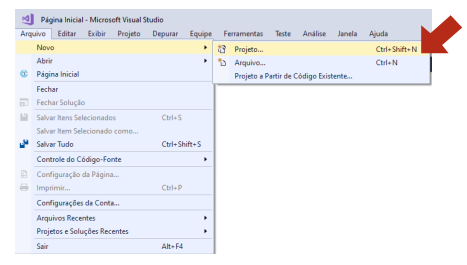 Página Inicial - Microsoft Visual Studio
Arquivo Editar Exibir Projeto Depurar Equipe Ferramentas Teste Análise Janela Ajuda
Novo
Abrir
Página Inicial
Fechar
Fechar Solução
Salvar Itens Selecionados Ctrl+S
Salvar Item Selecionado como...
Salvar Tudo Ctrl+Shift+S
Controle do Código-Fonte
Configuração da Página...
Imprimir... Ctrl+P
Configurações da Conta...
Arquivos Recentes
Projetos e Soluções Recentes
Sair Alt+F4
Projeto... Ctrl+Shift+N
Arquivo... Ctrl+N
Projeto a Partir de Código Existente...